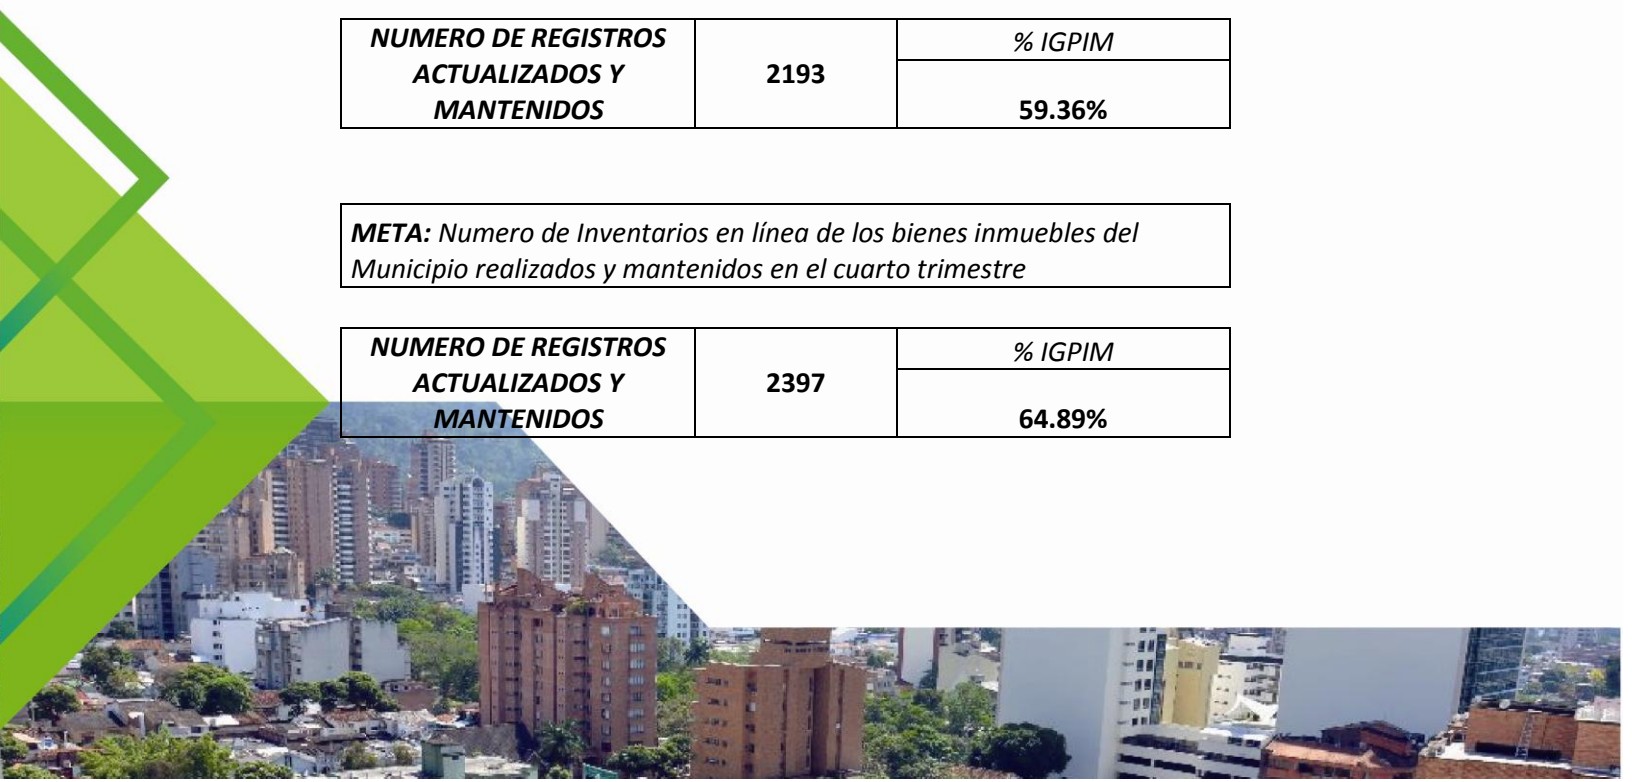 NUMERO DE REGISTROS
ACTUALIZADOS Y
MANTENIDOS
2193
% IGPIM
59.36%
META: Numero de Inventarios en línea de los bienes inmuebles del
Municipio realizados y mantenidos en el cuarto trimestre
NUMERO DE REGISTROS
ACTUALIZADOS Y
MANTENIDOS
2397
% IGPIM
64.89%